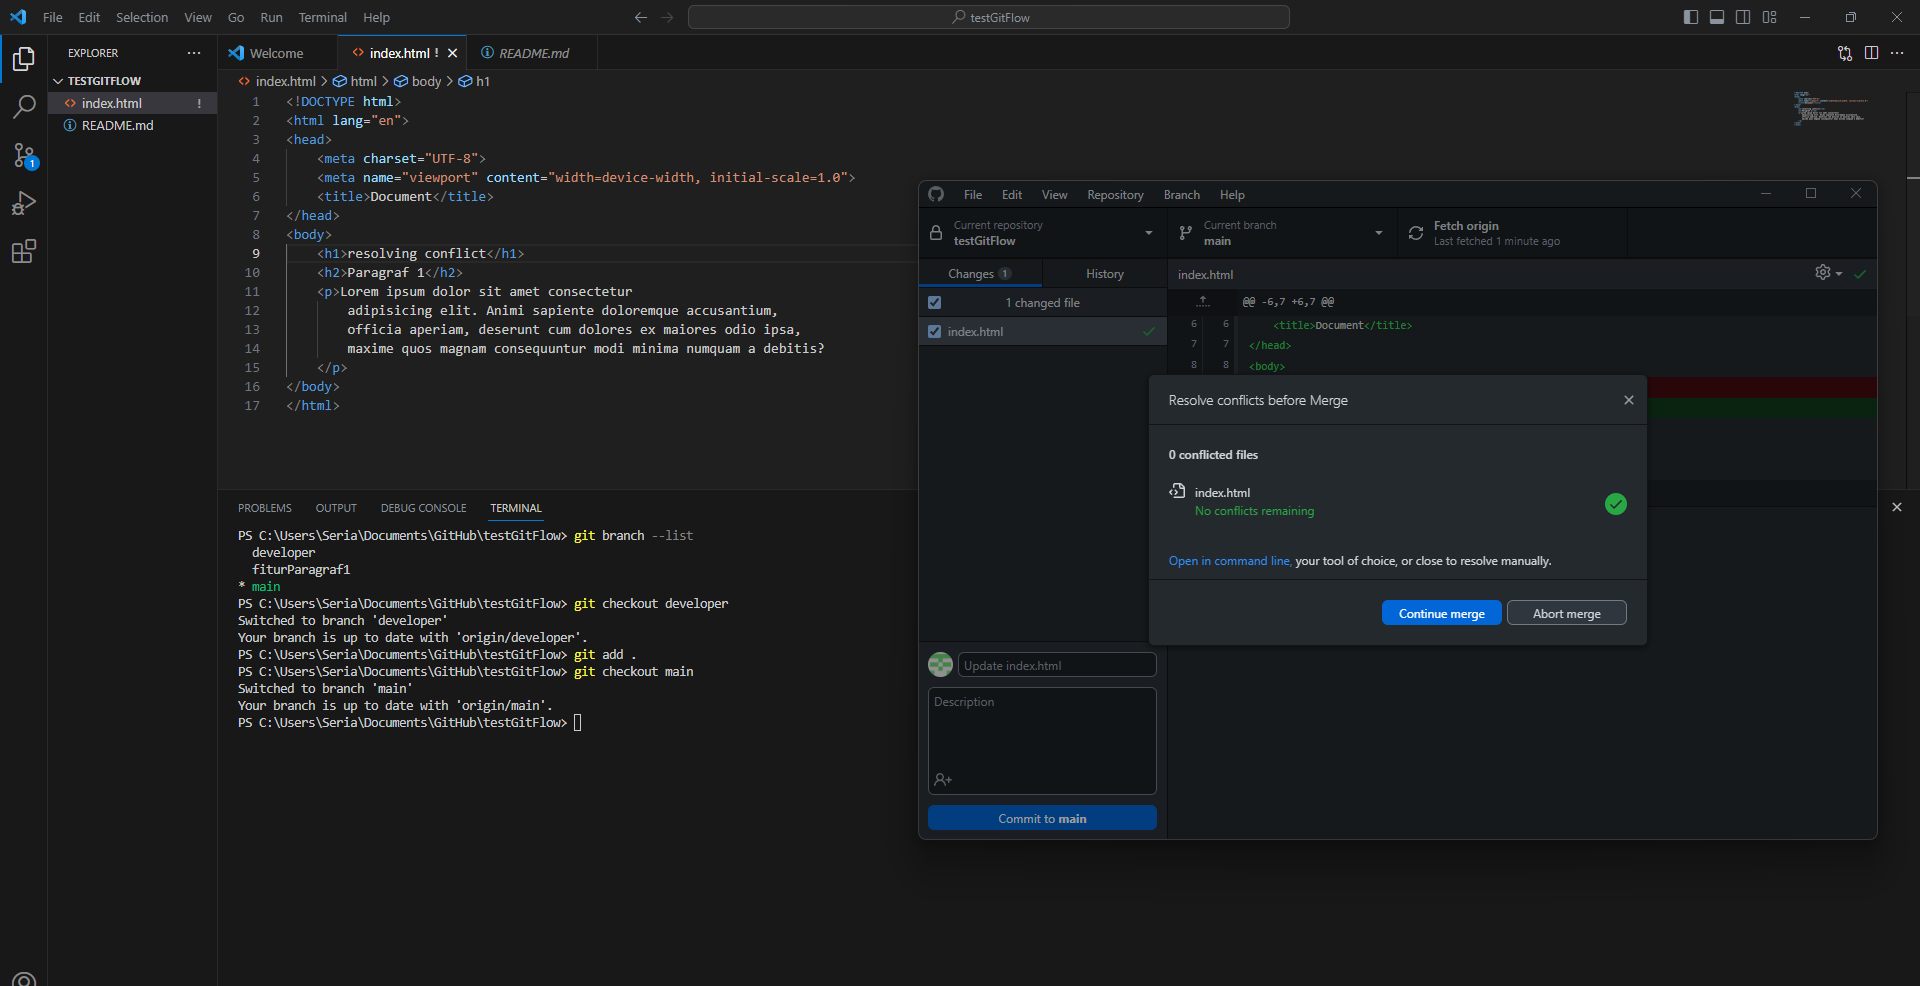 File Edit Selection View Go Run Terminal Help
testGitFlow
EXPLORER
TESTGITFLOW
index.html !
README.md
1
Welcome
index.html !
README.md
index.html > html > body > h1
1 <!DOCTYPE html>
2 <html lang="en">
3 <head>
4 <meta charset="UTF-8">
5 <meta name="viewport" content="width=device-width, initial-scale=1.0">
6 <title>Document</title>
7 </head>
8 <body>
9 <h1>resolving conflict</h1>
10 <h2>Paragraf 1</h2>
11 <p>Lorem ipsum dolor sit amet consectetur
12 adipisicing elit. Animi sapiente doloremque accusantium,
13 officia aperiam, deserunt cum dolores ex maiores odio ipsa,
14 maxime quos magnam consequuntur modi minima numquam a debitis?
15 </p>
16 </body>
17 </html>
PROBLEMS OUTPUT DEBUG CONSOLE TERMINAL
PS C:\Users\Seria\Documents\GitHub\testGitFlow> git branch --list
developer
fiturParagraf1
* main
PS C:\Users\Seria\Documents\GitHub\testGitFlow> git checkout developer
Switched to branch 'developer'
Your branch is up to date with 'origin/developer'.
PS C:\Users\Seria\Documents\GitHub\testGitFlow> git add .
PS C:\Users\Seria\Documents\GitHub\testGitFlow> git checkout main
Switched to branch 'main'
Your branch is up to date with 'origin/main'.
PS C:\Users\Seria\Documents\GitHub\testGitFlow>
File Edit View Repository Branch Help
Current repository
testGitFlow
Current branch
main
Fetch origin
Last fetched 1 minute ago
Changes 1
History
1 changed file
index.html
index.html
@@ -6,7 +6,7 @@
6 6 <title>Document</title>
7 7 </head>
8 8 <body>
Resolve conflicts before Merge
0 conflicted files
index.html
No conflicts remaining
Open in command line, your tool of choice, or close to resolve manually.
Continue merge
Abort merge
Update index.html
Description
Commit to main